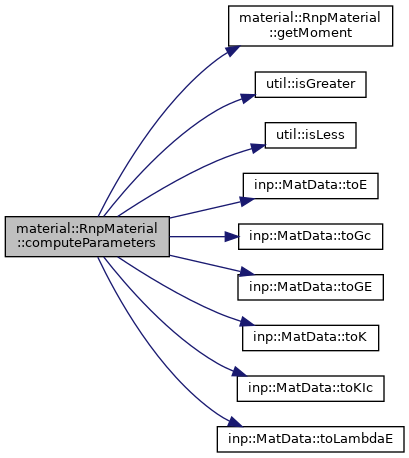 material::RnpMaterial
::computeParameters
material::RnpMaterial
::getMoment
util::isGreater
util::isLess
inp::MatData::toE
inp::MatData::toGc
inp::MatData::toGE
inp::MatData::toK
inp::MatData::toKIc
inp::MatData::toLambdaE